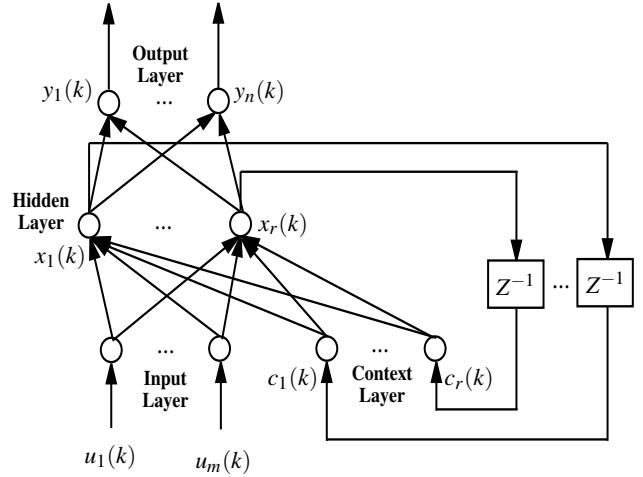 Output
Layer
y₁(k) ... yₙ(k)
Hidden
Layer
x₁(k) ... xᵣ(k)
Z⁻¹ ... Z⁻¹
... ...
Input
Layer
c₁(k) Context
Layer
cᵣ(k)
u₁(k) uₘ(k)